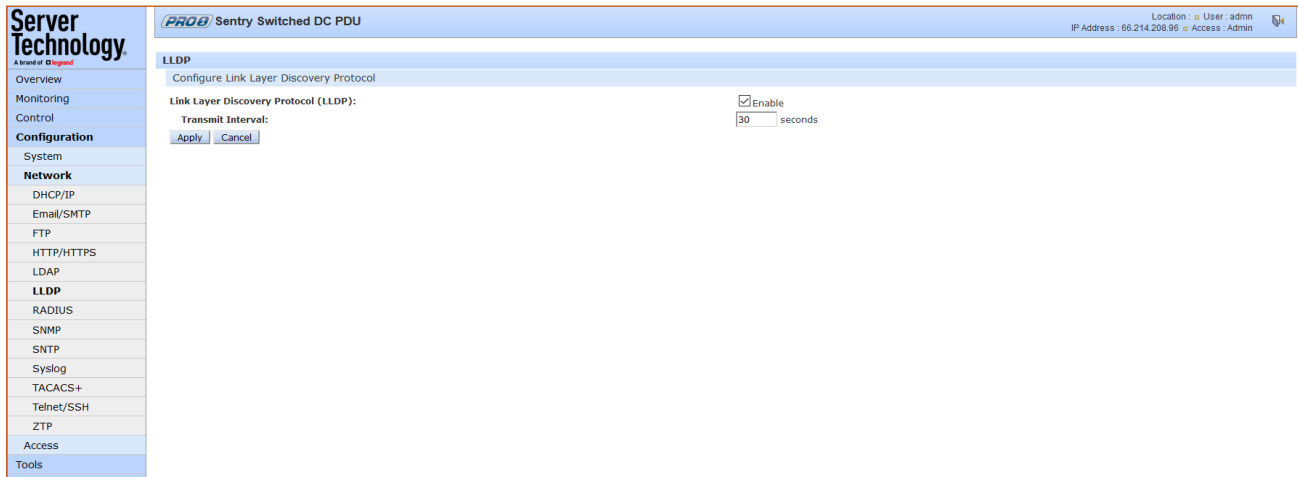 Server
Technology.
A brand of legrand
PRO2 Sentry Switched DC PDU
Location : User : admn
IP Address : 66.214.208.96 Access : Admin
Overview
Monitoring
Control
Configuration
System
Network
DHCP/IP
Email/SMTP
FTP
HTTP/HTTPS
LDAP
LLDP
RADIUS
SNMP
SNTP
Syslog
TACACS+
Telnet/SSH
ZTP
Access
Tools
LLDP
Configure Link Layer Discovery Protocol
Link Layer Discovery Protocol (LLDP): Enable
Transmit Interval: 30 seconds
Apply Cancel